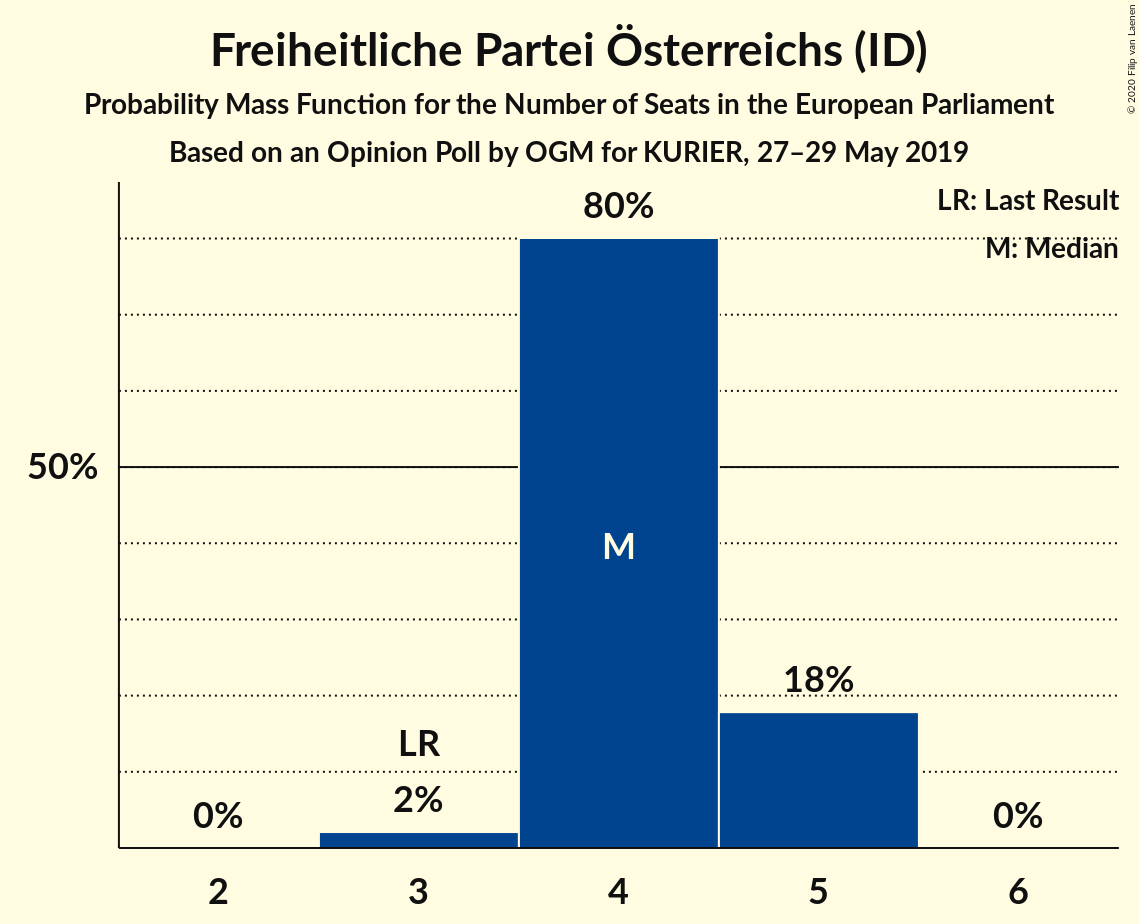 Freiheitliche Partei Österreichs (ID)
Probability Mass Function for the Number of Seats in the European Parliament
Based on an Opinion Poll by OGM for KURIER, 27–29 May 2019
© 2020 Filip van Laenen
LR: Last Result
M: Median
80%
50%
M
18%
LR
0%
2%
0%
2
3
4
5
6